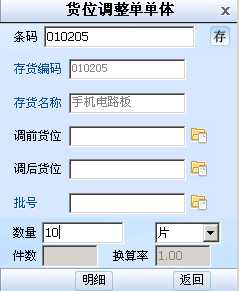 货位调整单单体 x
条码 010205 存
存货编码 010205
存货名称 手机电路板
调前货位
调后货位
批号
数量 10 片
件数 换算率 1.00
明细 返回